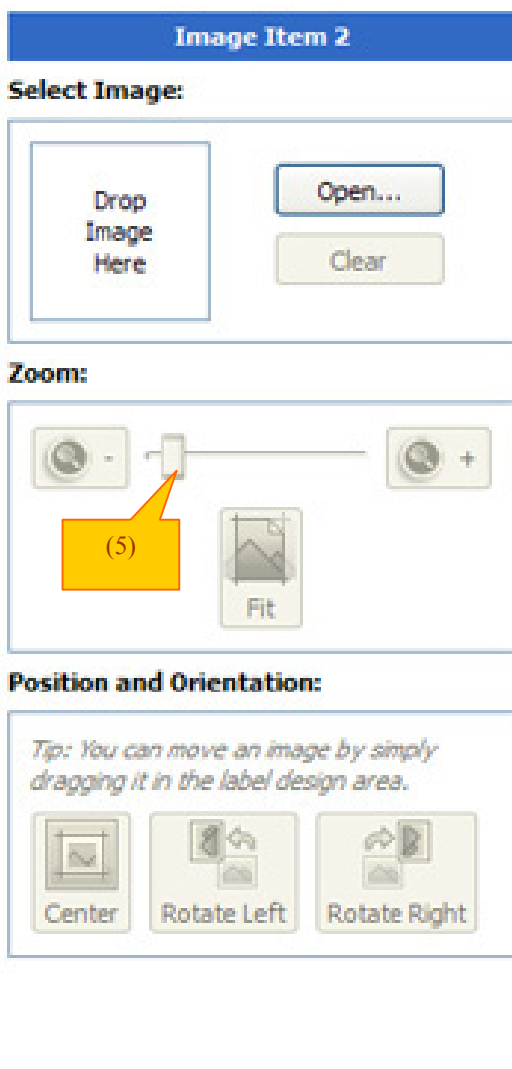 Image Item 2
Select Image:
Drop
Image
Here
Open...
Clear
Zoom:
-
+
(5)
Fit
Position and Orientation:
Tip: You can move an image by simply
dragging it in the label design area.
Center
Rotate Left
Rotate Right